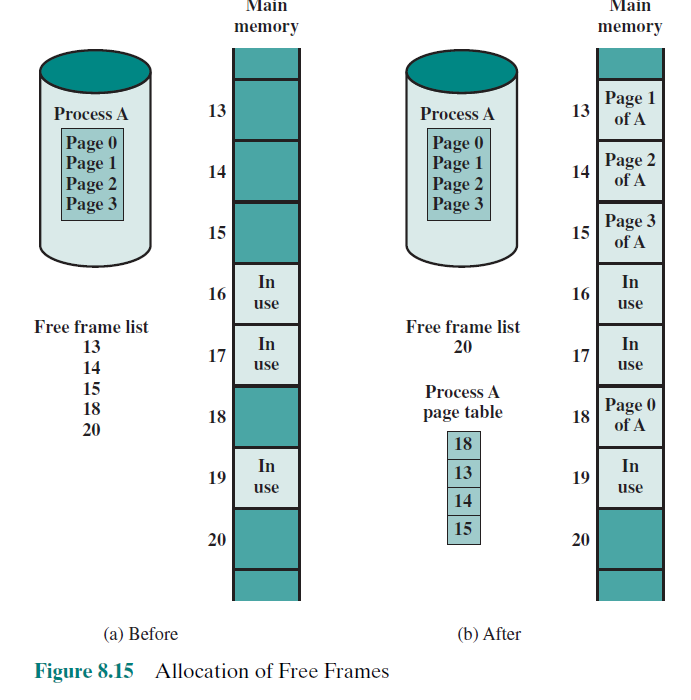 Main
memory
Process A
Page 0
Page 1
Page 2
Page 3
Free frame list
13
14
15
18
20
13
14
15
16
In
use
17
In
use
18
19
In
use
20
(a) Before
Main
memory
Process A
Page 0
Page 1
Page 2
Page 3
Free frame list
20
Process A
page table
18
13
14
15
13
Page 1
of A
14
Page 2
of A
15
Page 3
of A
16
In
use
17
In
use
18
Page 0
of A
19
In
use
20
(b) After
Figure 8.15 Allocation of Free Frames